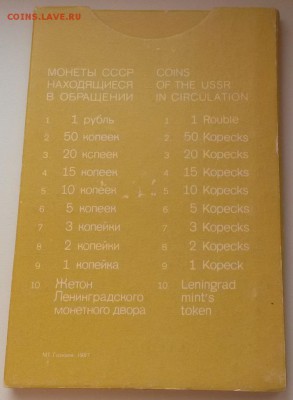 COINS.LAVE.RU
МОНЕТЫ СССР
НАХОДЯЩИЕСЯ
В ОБРАЩЕНИИ
1 1 рубль
2 50 копеек
3 20 копеек
4 15 копеек
5 10 копеек
6 5 копеек
7 3 копейки
8 2 копейки
9 1 копейка
10 Жетон
Ленинградского
монетного двора
COINS
OF THE USSR
IN CIRCULATION
1 1 Rouble
2 50 Kopecks
3 20 Kopecks
4 15 Kopecks
5 10 Kopecks
6 5 Kopecks
7 3 Kopecks
8 2 Kopecks
9 1 Kopeck
10 Leningrad
mint's
token